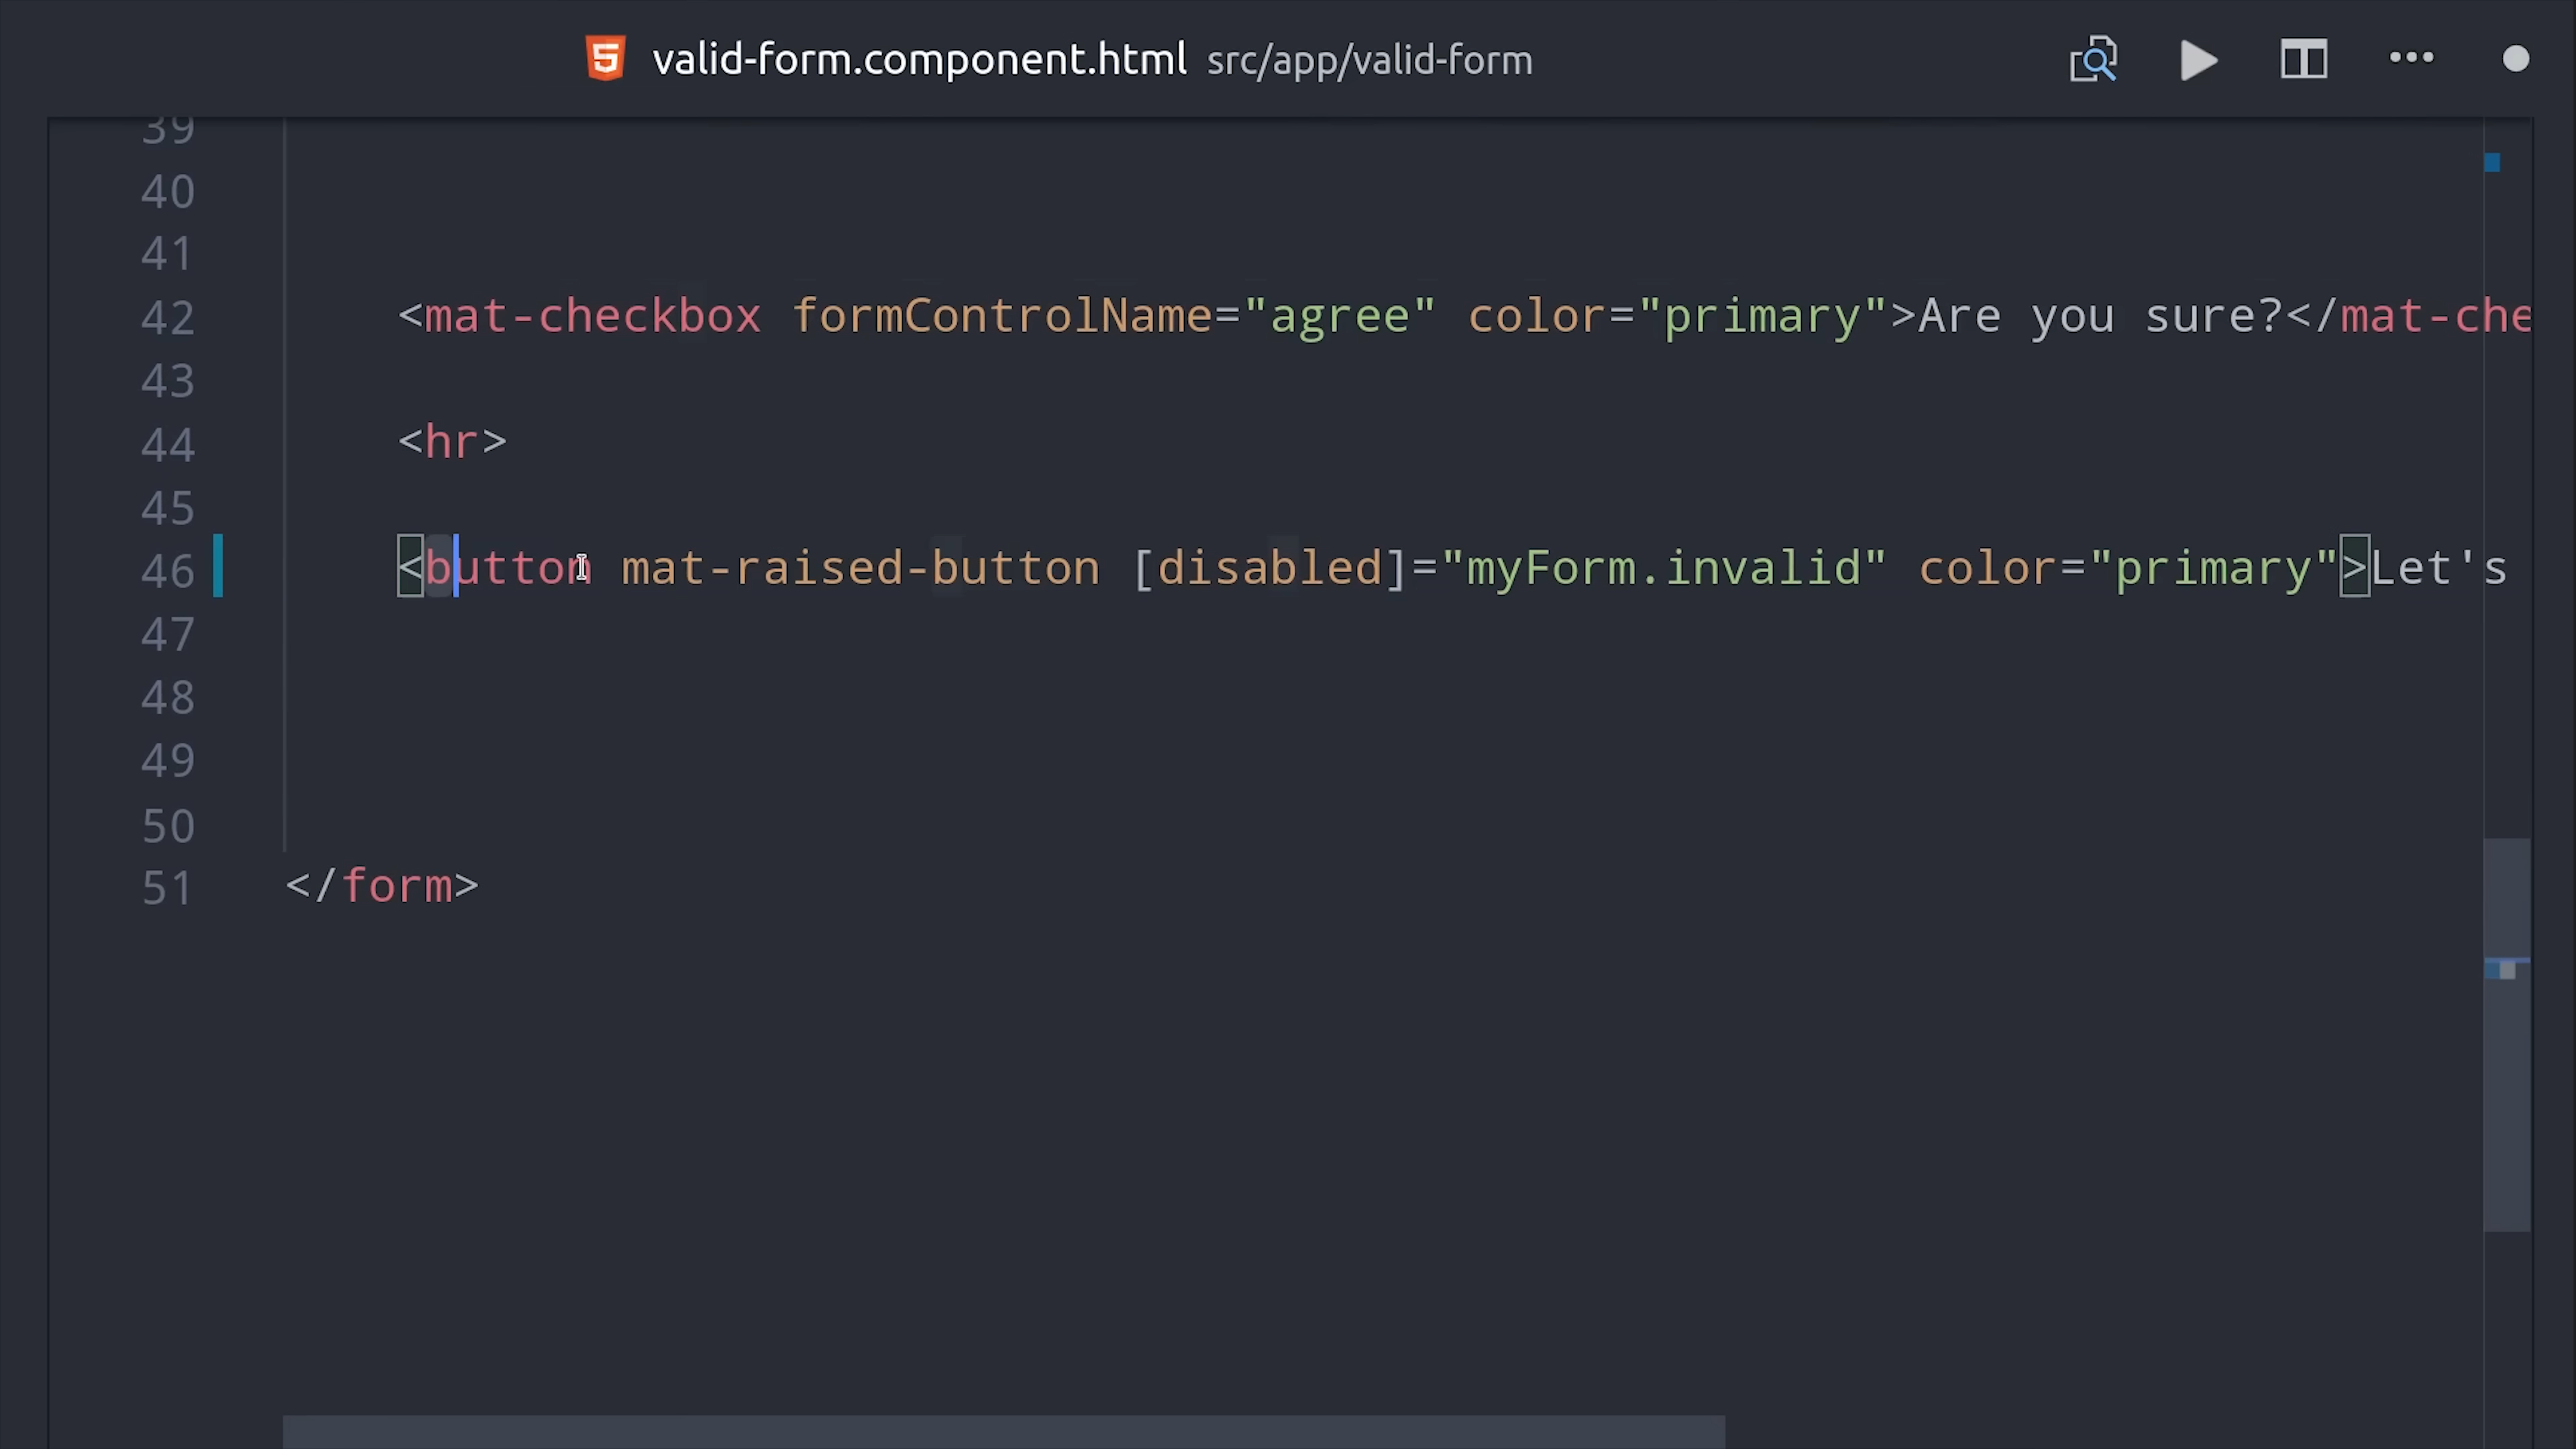 valid-form.component.html src/app/valid-form
39
40
41
42 <mat-checkbox formControlName="agree" color="primary">Are you sure?</mat-che
43
44 <hr>
45
46 <button mat-raised-button [disabled]="myForm.invalid" color="primary">Let's
47
48
49
50
51 </form>